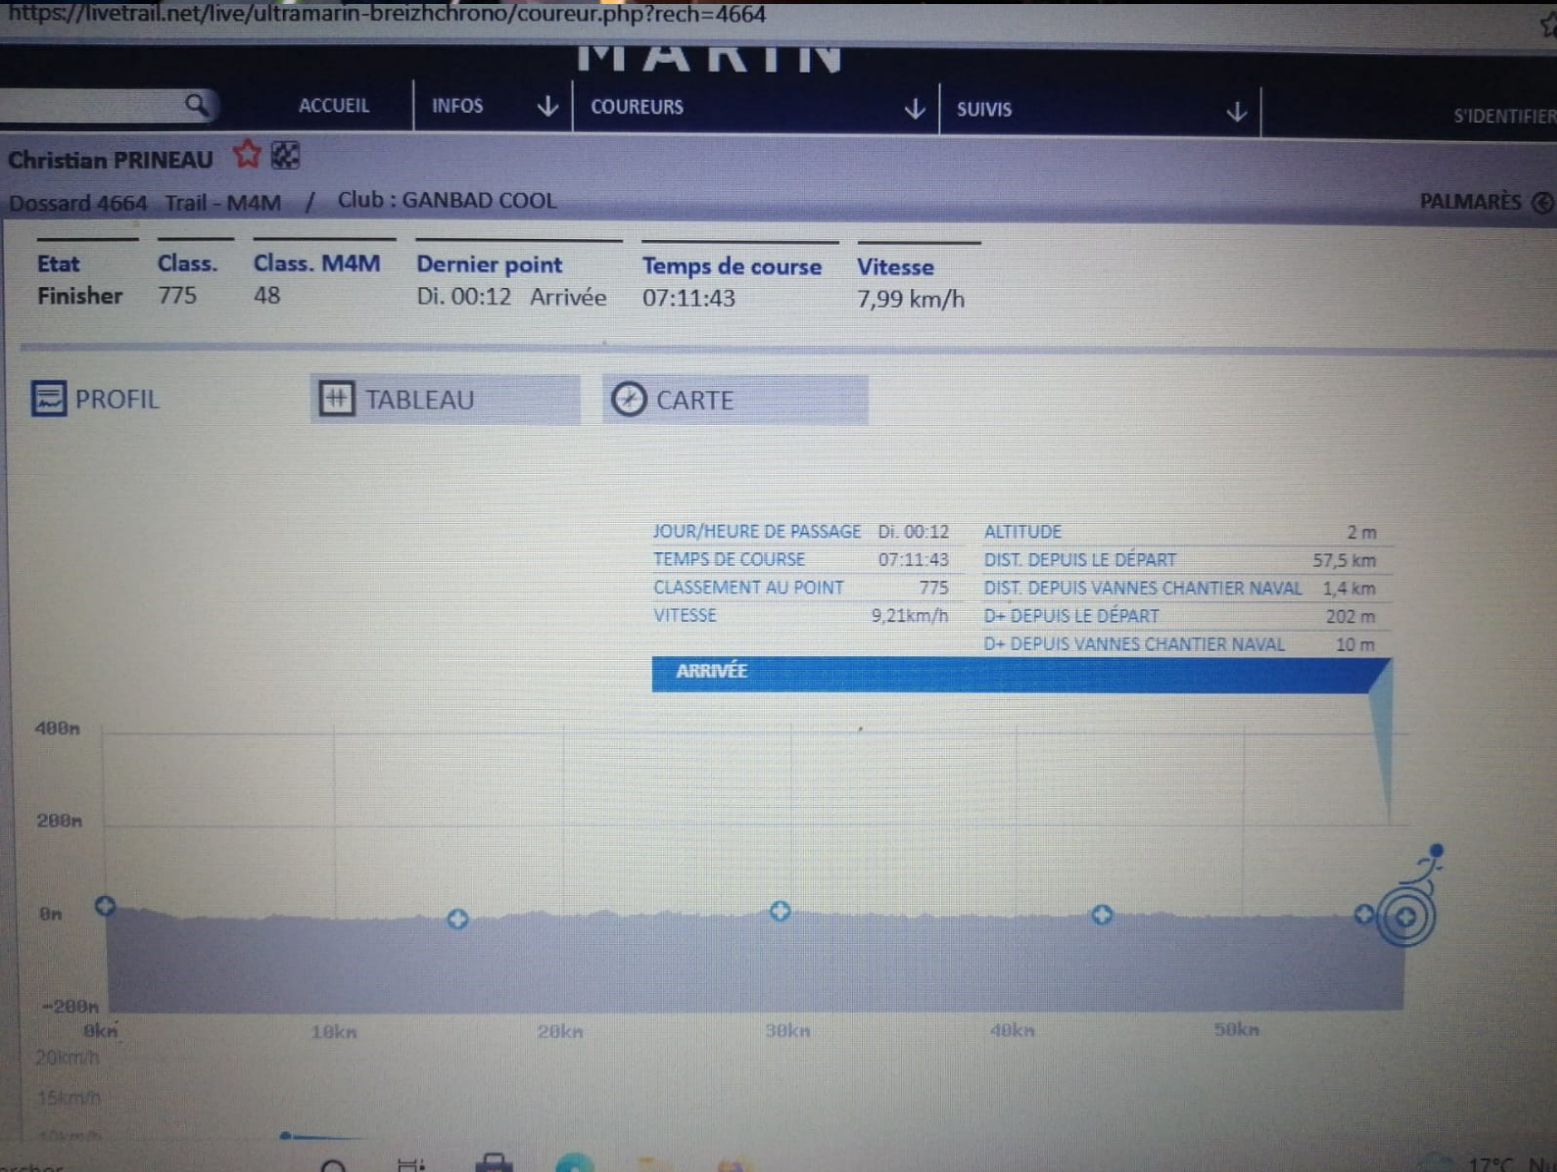 https://livetrail.net/live/ultramarin-breizhchrono/coureur.php?rech=4664
MARIN
ACCUEIL INFOS COUREURS SUIVIS S'IDENTIFIER
Christian PRINEAU
Dossard 4664 Trail - M4M / Club : GANBAD COOL PALMARÈS
Etat Class. Class. M4M Dernier point Temps de course Vitesse
Finisher 775 48 Di. 00:12 Arrivée 07:11:43 7,99 km/h
PROFIL TABLEAU CARTE
JOUR/HEURE DE PASSAGE Di. 00:12 ALTITUDE 2 m
TEMPS DE COURSE 07:11:43 DIST. DEPUIS LE DÉPART 57,5 km
CLASSEMENT AU POINT 775 DIST. DEPUIS VANNES CHANTIER NAVAL 1,4 km
VITESSE 9,21km/h D+ DEPUIS LE DÉPART 202 m
D+ DEPUIS VANNES CHANTIER NAVAL 10 m
ARRIVÉE
400m
200m
0m
-200m
0km 10km 20km 30km 40km 50km
20km/h
15km/h
10km/h
17°C